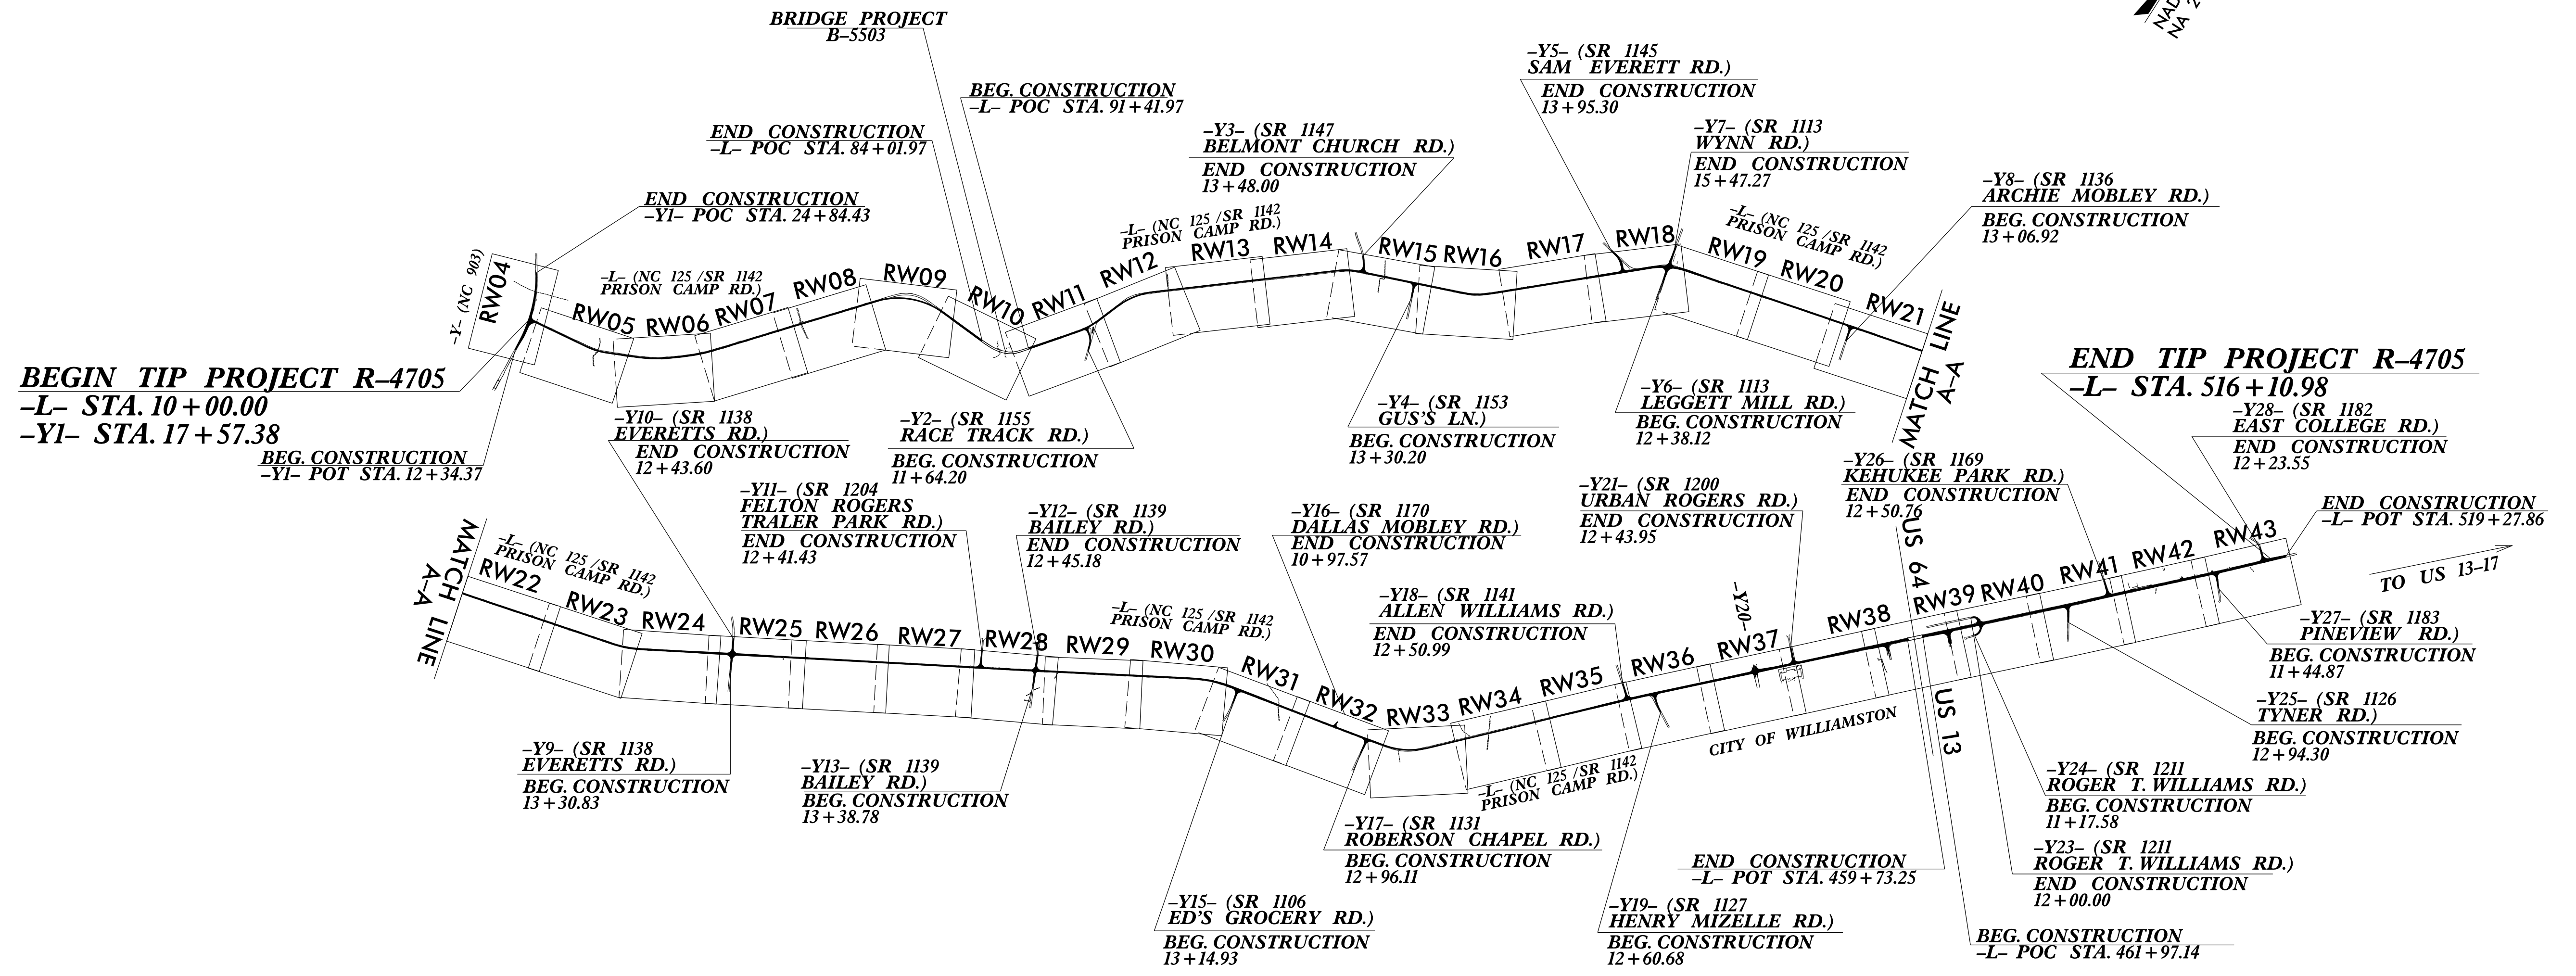 BRIDGE PROJECT
B-5503
NAD
NA 2
BEG. CONSTRUCTION
-L- POC STA. 91+41.97
END CONSTRUCTION
-L- POC STA. 84+01.97
END CONSTRUCTION
-Y1- POC STA. 24+84.43
-Y3- (SR 1147
BELMONT CHURCH RD.)
END CONSTRUCTION
13+48.00
-Y5- (SR 1145
SAM EVERETT RD.)
END CONSTRUCTION
13+95.30
-Y7- (SR 1113
WYNN RD.)
END CONSTRUCTION
15+47.27
-Y8- (SR 1136
ARCHIE MOBLEY RD.)
BEG. CONSTRUCTION
13+06.92
-Y- (NC 903)
RW04
-L- (NC 125 /SR 1142
PRISON CAMP RD.)
RW05
RW06
RW07
RW08
RW09
RW10
RW11
RW12
-L- (NC 125 /SR 1142
PRISON CAMP RD.)
RW13
RW14
RW15
RW16
RW17
RW18
-L- (NC 125 /SR 1142
PRISON CAMP RD.)
RW19
RW20
RW21
MATCH LINE
A-A
BEGIN TIP PROJECT R-4705
-L- STA. 10+00.00
-Y1- STA. 17+57.38
BEG. CONSTRUCTION
-Y1- POT STA. 12+34.37
-Y10- (SR 1138
EVERETTS RD.)
END CONSTRUCTION
12+43.60
-Y2- (SR 1155
RACE TRACK RD.)
BEG. CONSTRUCTION
11+64.20
-Y4- (SR 1153
GUS'S LN.)
BEG. CONSTRUCTION
13+30.20
-Y6- (SR 1113
LEGGETT MILL RD.)
BEG. CONSTRUCTION
12+38.12
END TIP PROJECT R-4705
-L- STA. 516+10.98
-Y28- (SR 1182
EAST COLLEGE RD.)
END CONSTRUCTION
12+23.55
-Y11- (SR 1204
FELTON ROGERS
TRALER PARK RD.)
END CONSTRUCTION
12+41.43
-Y12- (SR 1139
BAILEY RD.)
END CONSTRUCTION
12+45.18
-Y16- (SR 1170
DALLAS MOBLEY RD.)
END CONSTRUCTION
10+97.57
-Y21- (SR 1200
URBAN ROGERS RD.)
END CONSTRUCTION
12+43.95
-Y26- (SR 1169
KEHUKEE PARK RD.)
END CONSTRUCTION
12+50.76
END CONSTRUCTION
-L- POT STA. 519+27.86
-Y18- (SR 1141
ALLEN WILLIAMS RD.)
END CONSTRUCTION
12+50.99
MATCH LINE
A-A
-L- (NC 125 /SR 1142
PRISON CAMP RD.)
RW22
RW23
RW24
RW25
RW26
RW27
RW28
RW29
-L- (NC 125 /SR 1142
PRISON CAMP RD.)
RW30
RW31
RW32
RW33
RW34
RW35
RW36
RW37
-Y20-
RW38
US 64
RW39
RW40
RW41
RW42
RW43
TO US 13-17
US 13
CITY OF WILLIAMSTON
-L- (NC 125 /SR 1142
PRISON CAMP RD.)
-Y27- (SR 1183
PINEVIEW RD.)
BEG. CONSTRUCTION
11+44.87
-Y25- (SR 1126
TYNER RD.)
BEG. CONSTRUCTION
12+94.30
-Y9- (SR 1138
EVERETTS RD.)
BEG. CONSTRUCTION
13+30.83
-Y13- (SR 1139
BAILEY RD.)
BEG. CONSTRUCTION
13+38.78
-Y24- (SR 1211
ROGER T. WILLIAMS RD.)
BEG. CONSTRUCTION
11+17.58
-Y17- (SR 1131
ROBERSON CHAPEL RD.)
BEG. CONSTRUCTION
12+96.11
END CONSTRUCTION
-L- POT STA. 459+73.25
-Y23- (SR 1211
ROGER T. WILLIAMS RD.)
END CONSTRUCTION
12+00.00
-Y15- (SR 1106
ED'S GROCERY RD.)
BEG. CONSTRUCTION
13+14.93
-Y19- (SR 1127
HENRY MIZELLE RD.)
BEG. CONSTRUCTION
12+60.68
BEG. CONSTRUCTION
-L- POC STA. 461+97.14